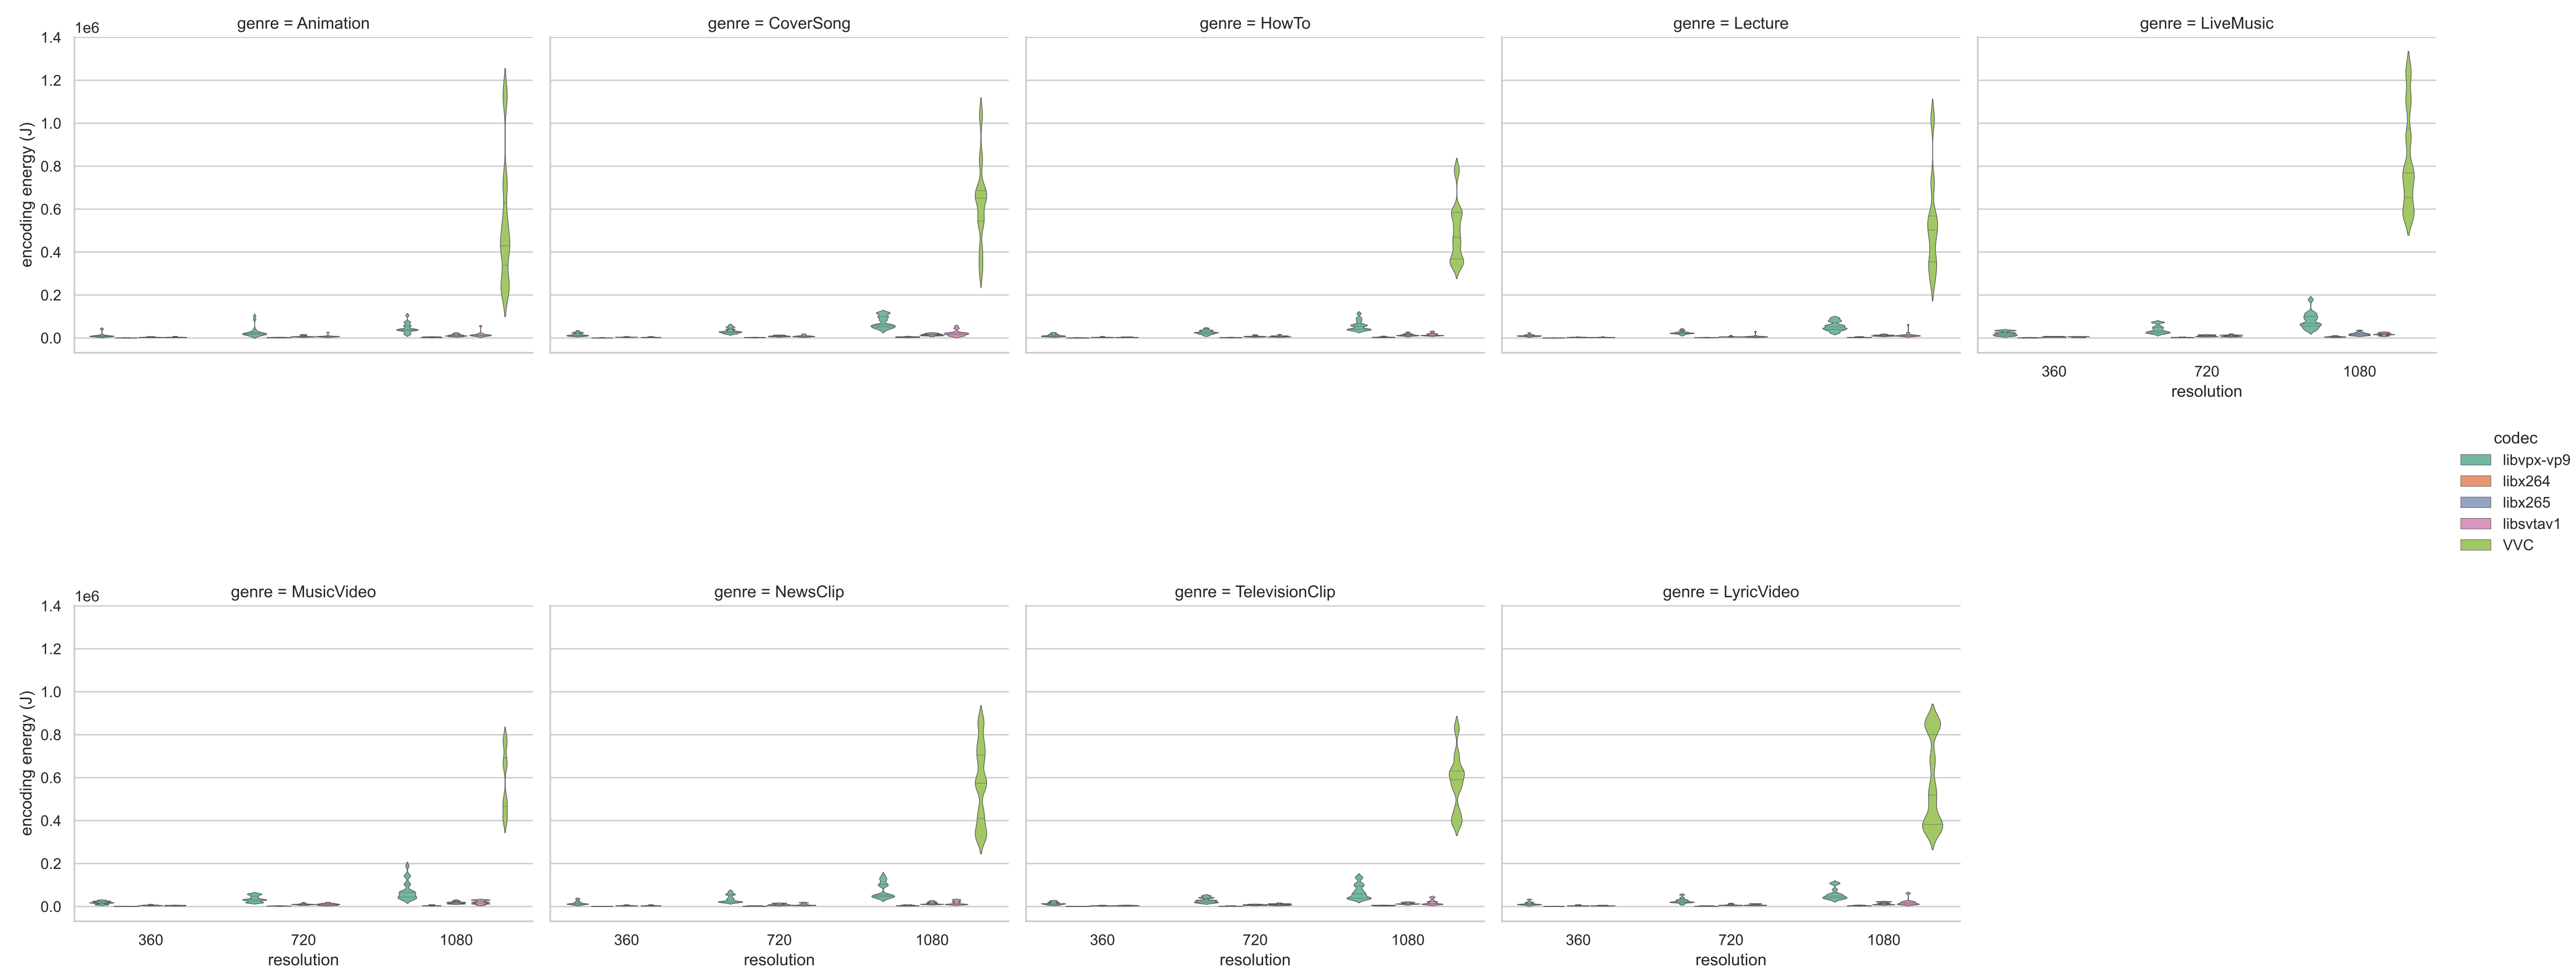 genre = Animation
genre = CoverSong
genre = HowTo
genre = Lecture
genre = LiveMusic
1e6
1.4
1.2
1.0
0.8
0.6
0.4
0.2
0.0
encoding energy (J)
360
720
1080
resolution
codec
libvpx-vp9
libx264
libx265
libsvtav1
VVC
genre = MusicVideo
genre = NewsClip
genre = TelevisionClip
genre = LyricVideo
1e6
1.4
1.2
1.0
0.8
0.6
0.4
0.2
0.0
encoding energy (J)
360
720
1080
resolution
360
720
1080
resolution
360
720
1080
resolution
360
720
1080
resolution